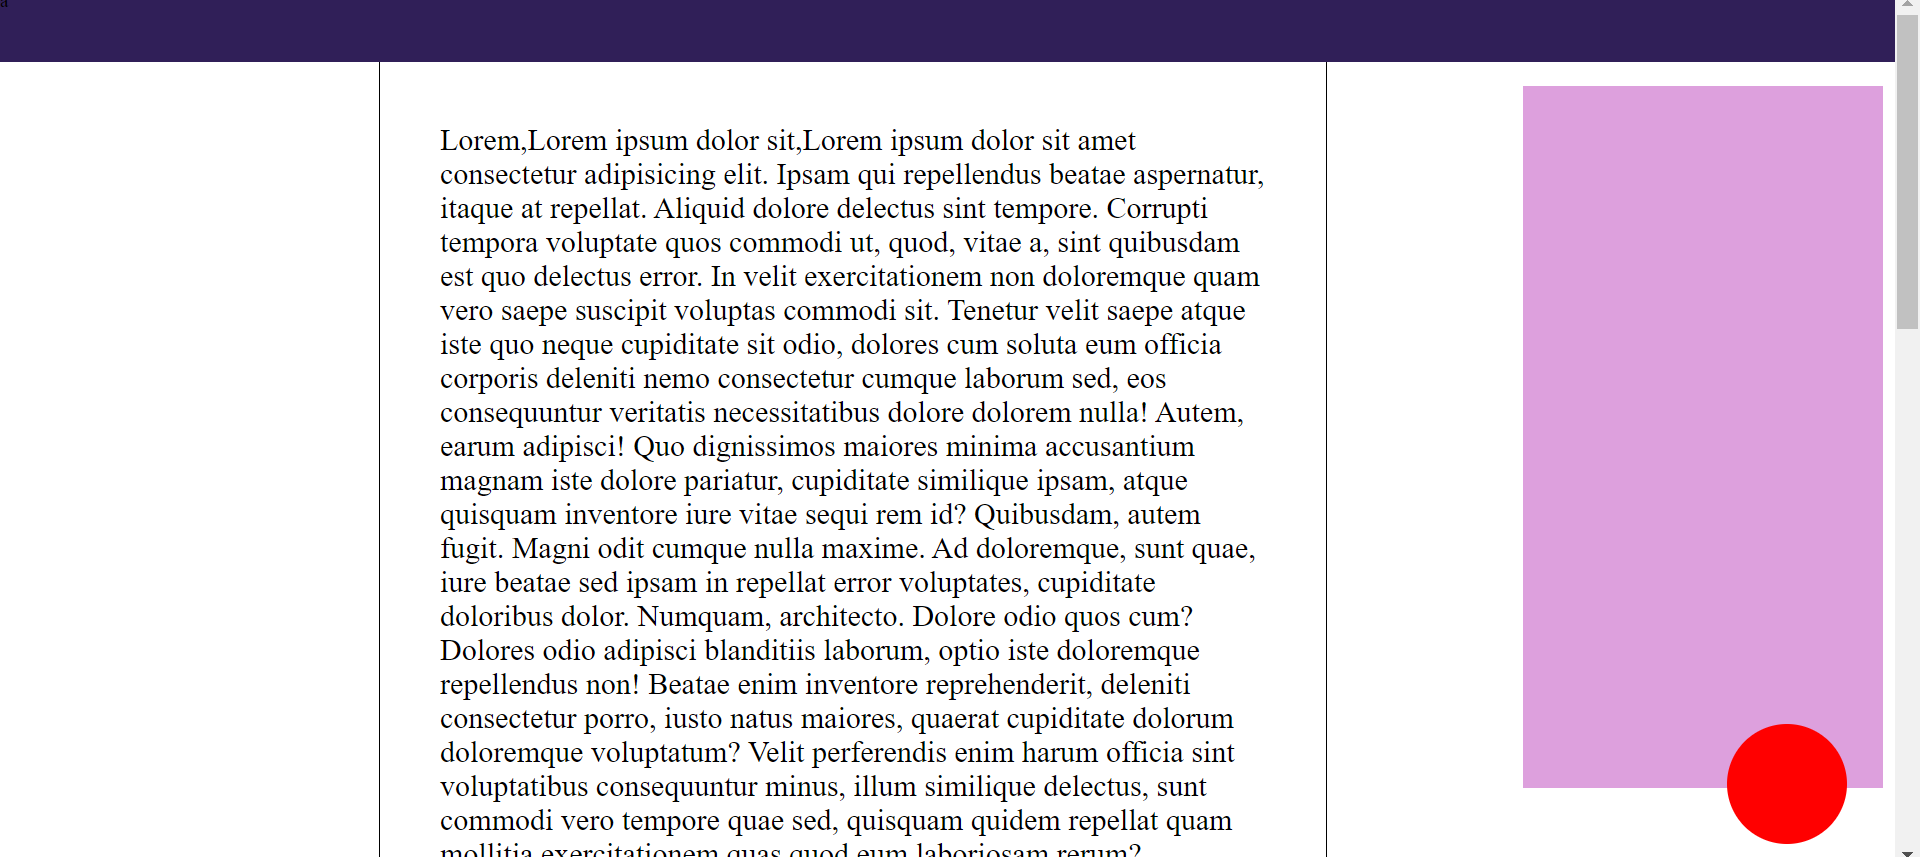 a
Lorem,Lorem ipsum dolor sit,Lorem ipsum dolor sit amet
consectetur adipisicing elit. Ipsam qui repellendus beatae aspernatur,
itaque at repellat. Aliquid dolore delectus sint tempore. Corrupti
tempora voluptate quos commodi ut, quod, vitae a, sint quibusdam
est quo delectus error. In velit exercitationem non doloremque quam
vero saepe suscipit voluptas commodi sit. Tenetur velit saepe atque
iste quo neque cupiditate sit odio, dolores cum soluta eum officia
corporis deleniti nemo consectetur cumque laborum sed, eos
consequuntur veritatis necessitatibus dolore dolorem nulla! Autem,
earum adipisci! Quo dignissimos maiores minima accusantium
magnam iste dolore pariatur, cupiditate similique ipsam, atque
quisquam inventore iure vitae sequi rem id? Quibusdam, autem
fugit. Magni odit cumque nulla maxime. Ad doloremque, sunt quae,
iure beatae sed ipsam in repellat error voluptates, cupiditate
doloribus dolor. Numquam, architecto. Dolore odio quos cum?
Dolores odio adipisci blanditiis laborum, optio iste doloremque
repellendus non! Beatae enim inventore reprehenderit, deleniti
consectetur porro, iusto natus maiores, quaerat cupiditate dolorum
doloremque voluptatum? Velit perferendis enim harum officia sint
voluptatibus consequuntur minus, illum similique delectus, sunt
commodi vero tempore quae sed, quisquam quidem repellat quam
mollitia exercitationem quas quod eum laboriosam rerum?